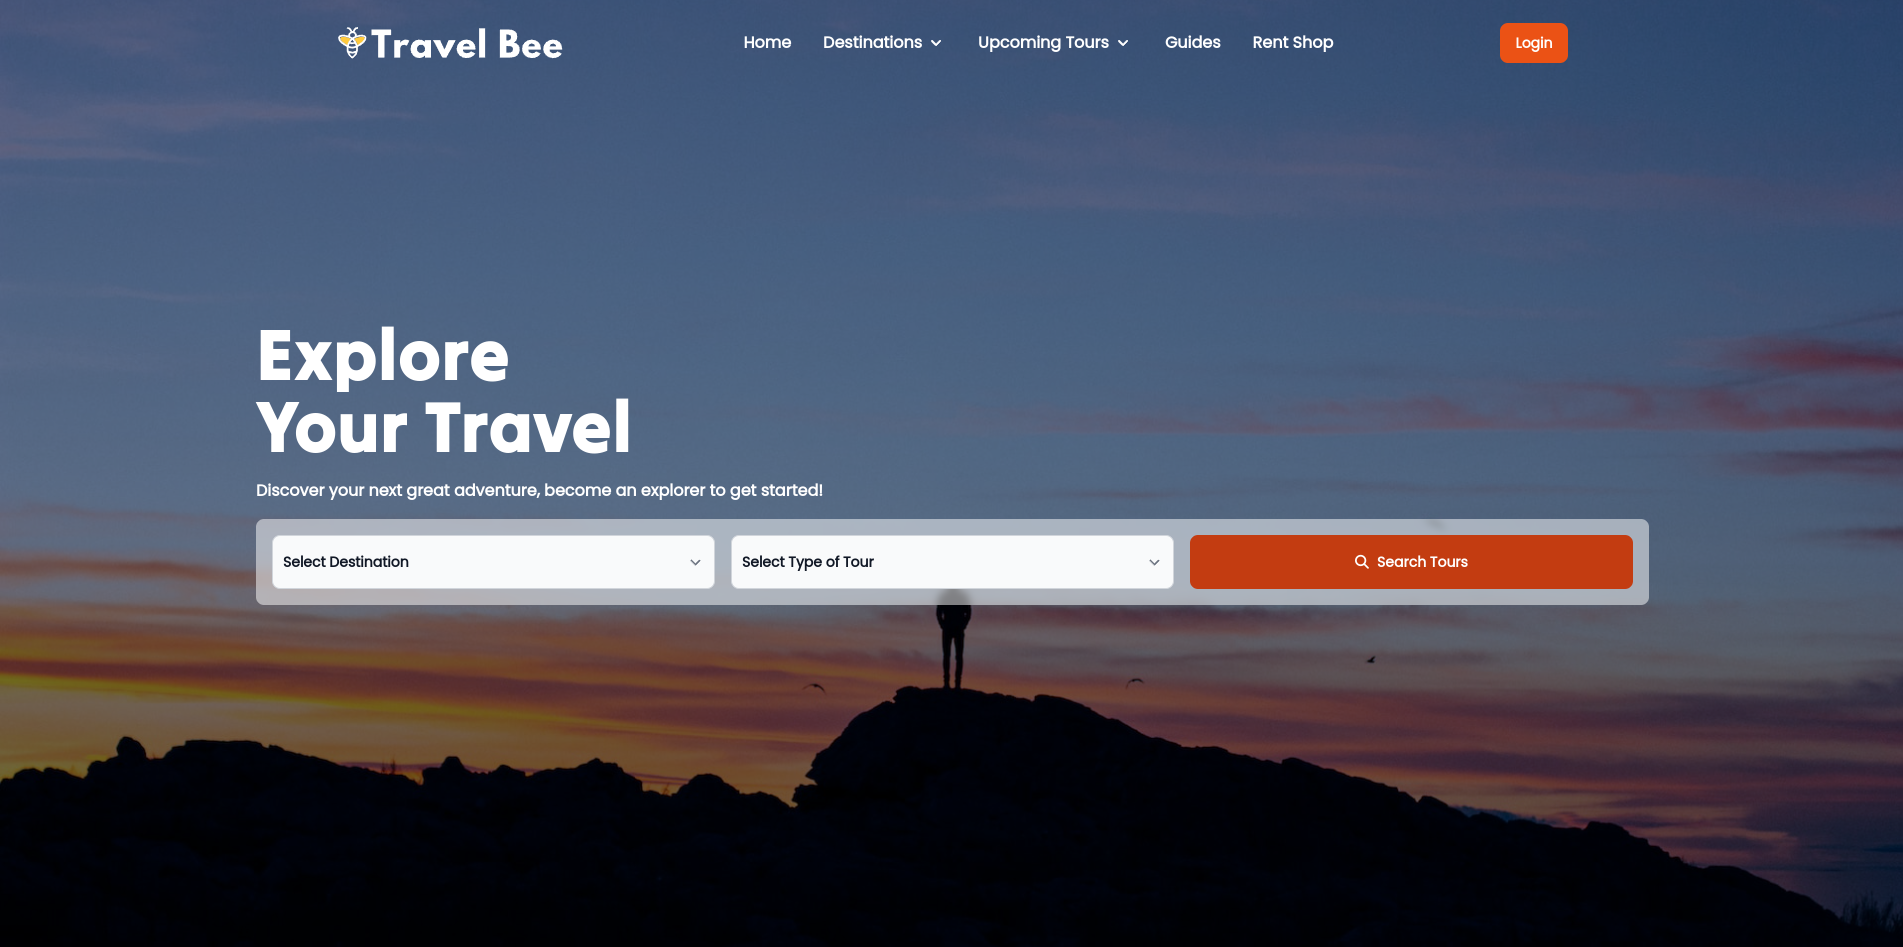 Travel Bee
Home Destinations Upcoming Tours Guides Rent Shop
Login
Explore
Your Travel
Discover your next great adventure, become an explorer to get started!
Select Destination
Select Type of Tour
Search Tours